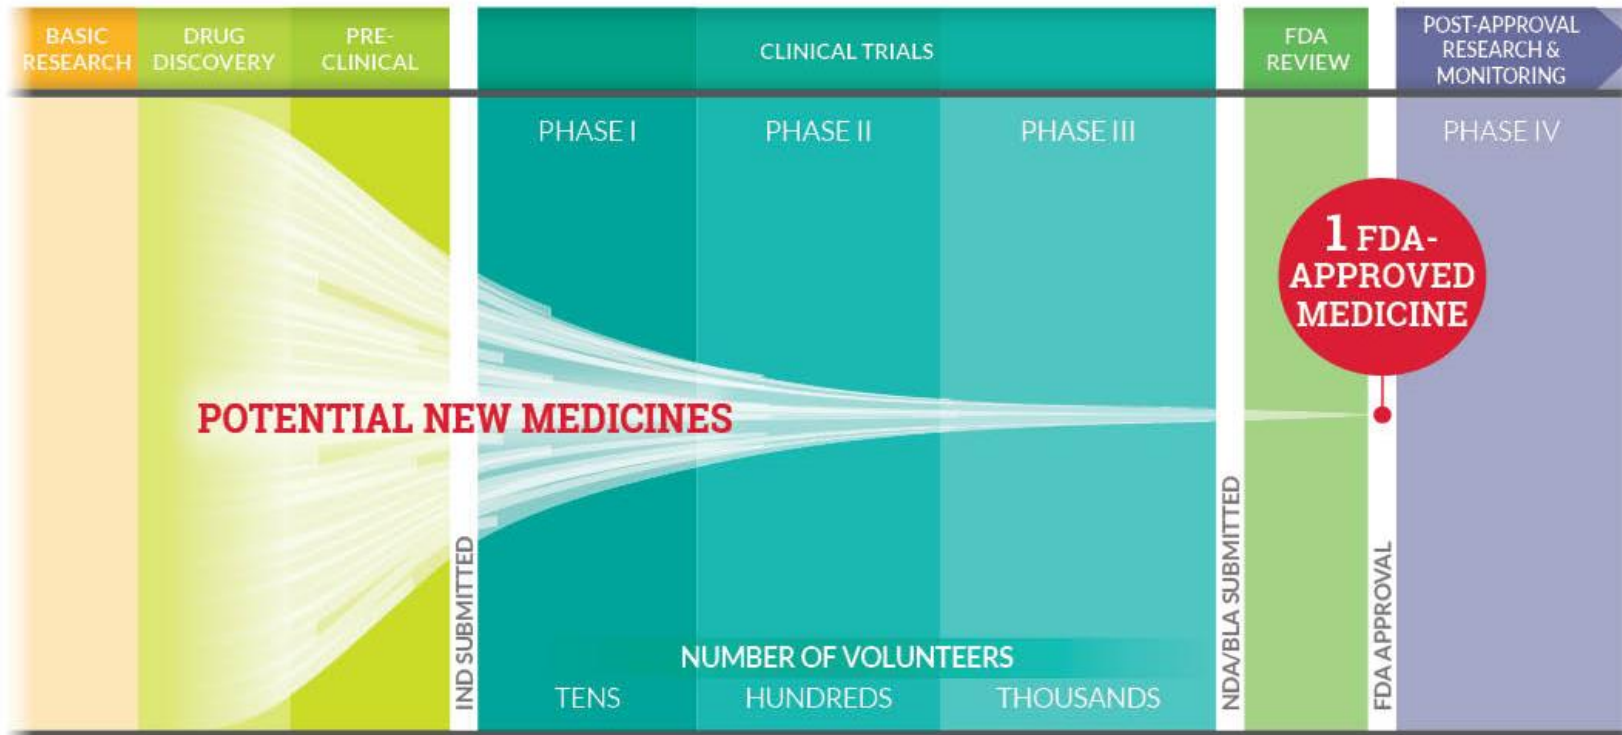 BASIC
RESEARCH
DRUG
DISCOVERY
PRE-
CLINICAL
CLINICAL TRIALS
FDA
REVIEW
POST-APPROVAL
RESEARCH &
MONITORING
PHASE I
PHASE II
PHASE III
PHASE IV
1 FDA-
APPROVED
MEDICINE
POTENTIAL NEW MEDICINES
IND SUBMITTED
NDA/BLA SUBMITTED
FDA APPROVAL
NUMBER OF VOLUNTEERS
TENS
HUNDREDS
THOUSANDS